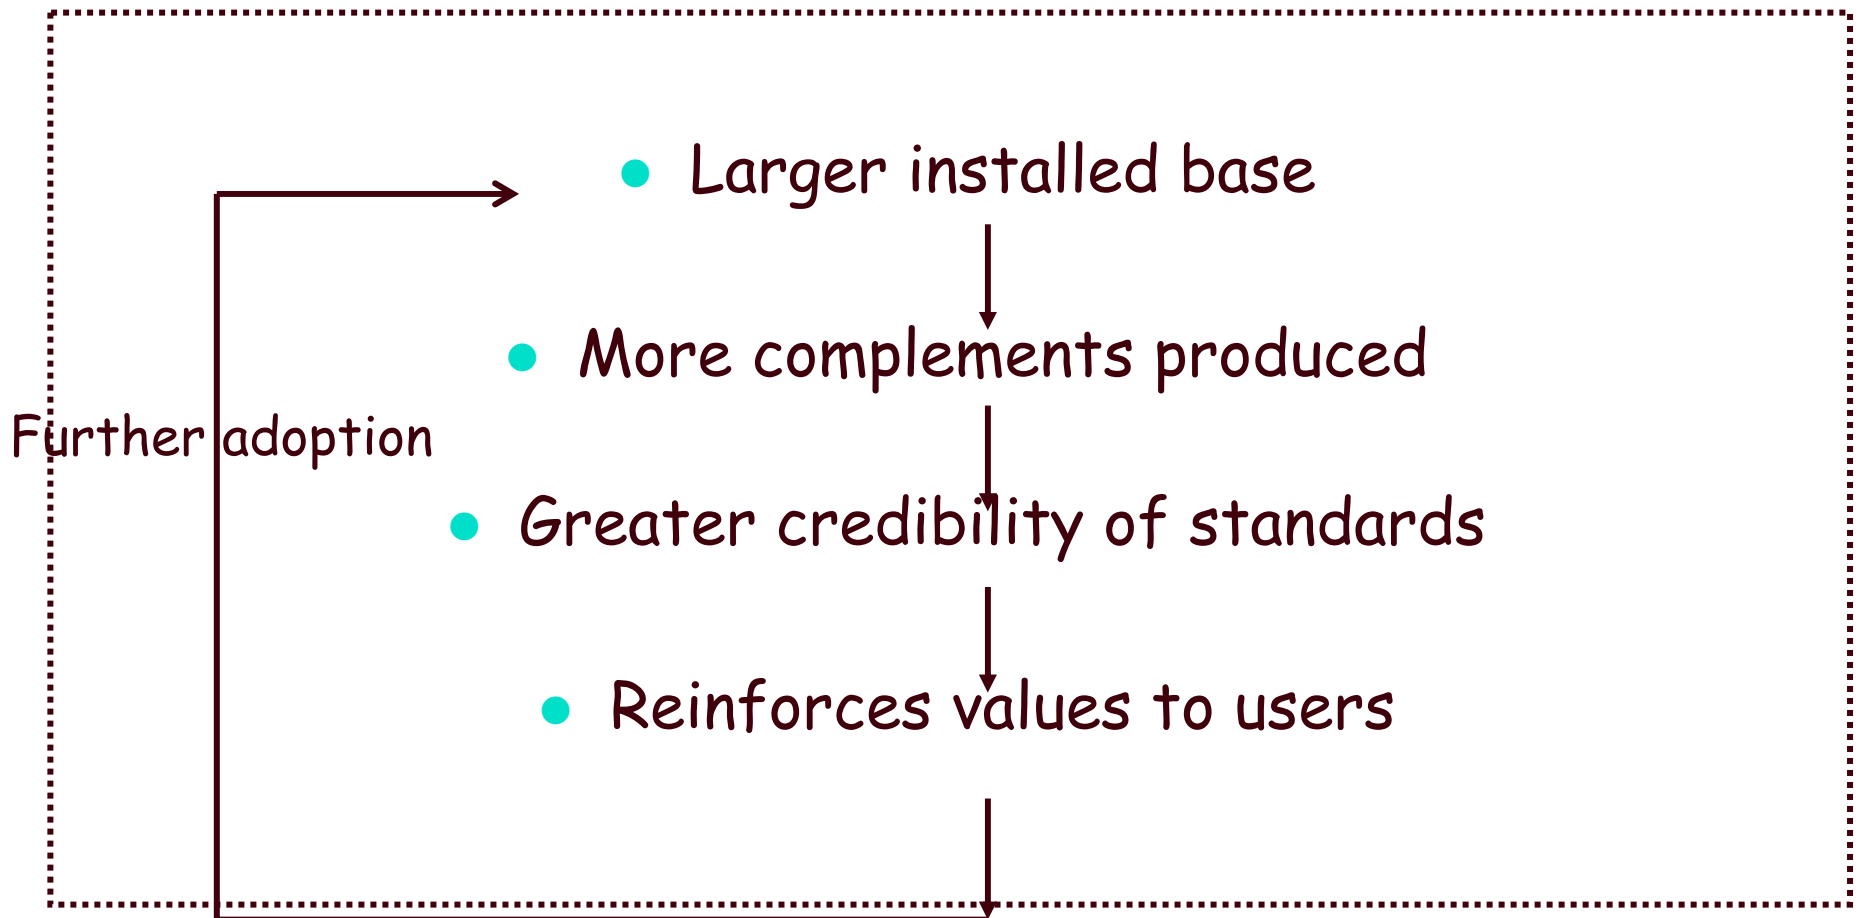 Larger installed base
More complements produced
Further adoption
Greater credibility of standards
Reinforces values to users